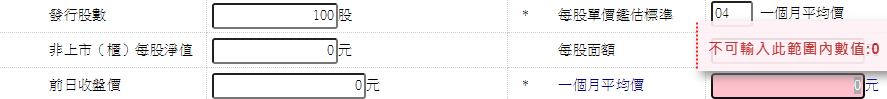 發行股數 100 股 * 每股單價鑑估標準 04 一個月平均價
非上市（櫃）每股淨值 0 元 每股面額
不可輸入此範圍內數值:0
前日收盤價 0 元 * 一個月平均價 0 元